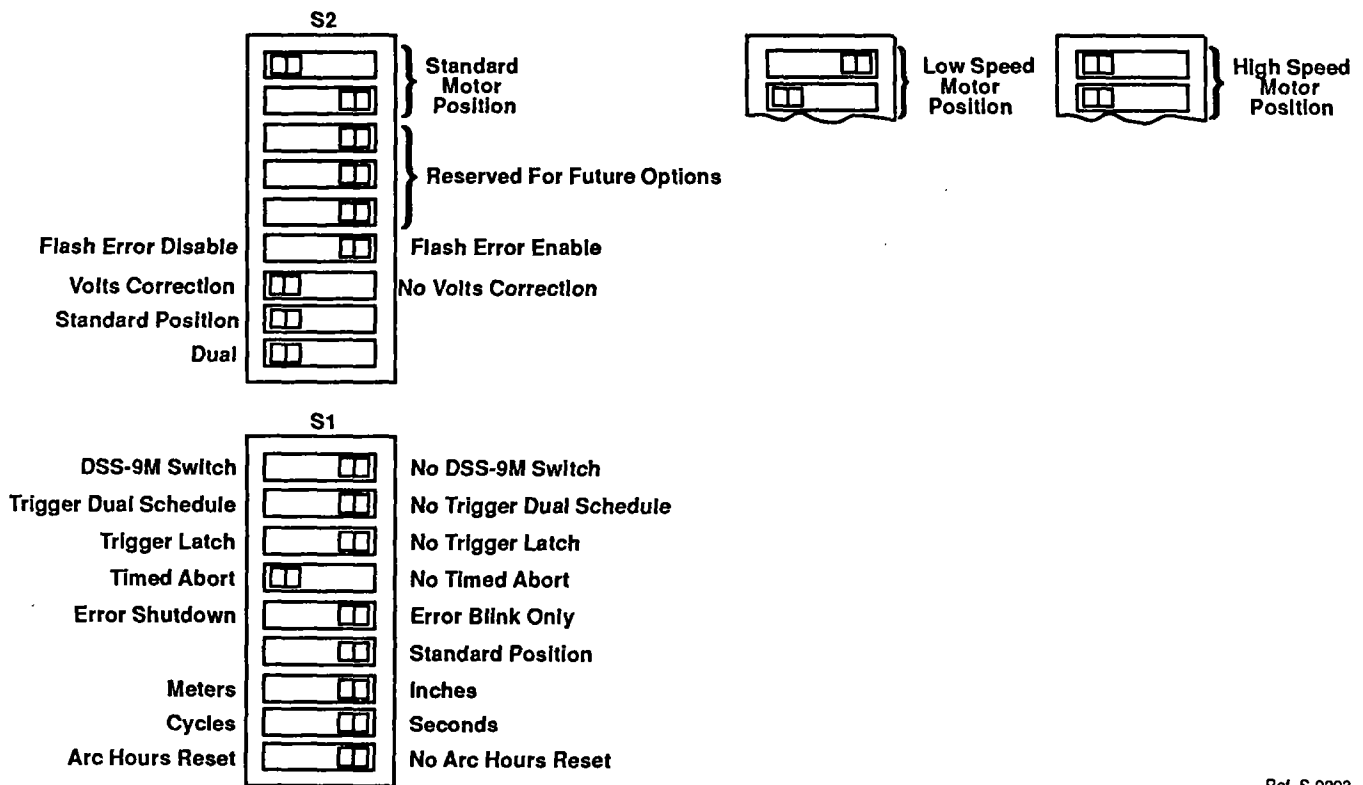 S2
Standard
Motor
Position
Low Speed
Motor
Position
High Speed
Motor
Position
Reserved For Future Options
Flash Error Disable
Flash Error Enable
Volts Correction
No Volts Correction
Standard Position
Dual
S1
DSS-9M Switch
No DSS-9M Switch
Trigger Dual Schedule
No Trigger Dual Schedule
Trigger Latch
No Trigger Latch
Timed Abort
No Timed Abort
Error Shutdown
Error Blink Only
Standard Position
Meters
Inches
Cycles
Seconds
Arc Hours Reset
No Arc Hours Reset